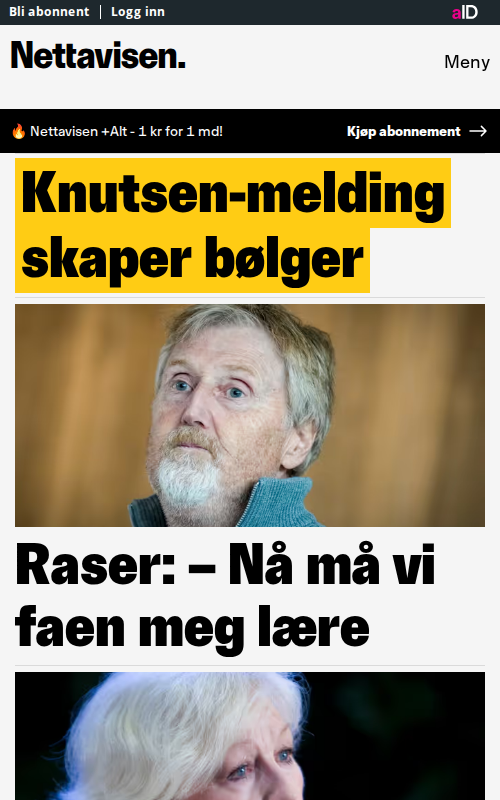 Bli abonnent | Logg inn
aID
Nettavisen.
Meny
🔥 Nettavisen +Alt - 1 kr for 1 md!
Kjøp abonnement →
Knutsen-melding
skaper bølger
Raser: – Nå må vi
faen meg lære